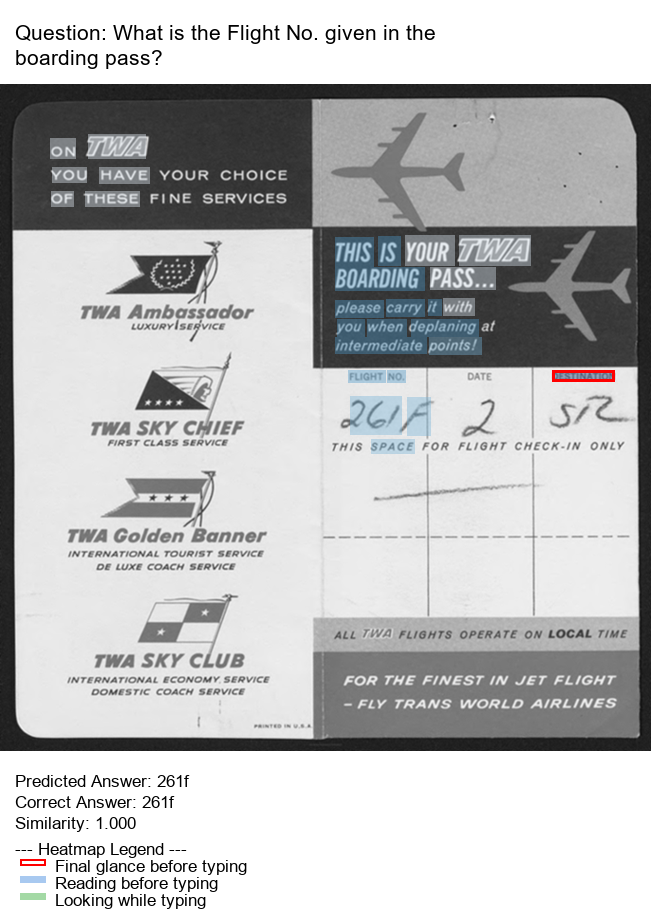 Question: What is the Flight No. given in the
boarding pass?
ON TWA
YOU HAVE YOUR CHOICE
OF THESE FINE SERVICES
TWA Ambassador
LUXURY SERVICE
TWA SKY CHIEF
FIRST CLASS SERVICE
TWA Golden Banner
INTERNATIONAL TOURIST SERVICE
DE LUXE COACH SERVICE
TWA SKY CLUB
INTERNATIONAL ECONOMY SERVICE
DOMESTIC COACH SERVICE
PRINTED IN U.S.A.
THIS IS YOUR TWA
BOARDING PASS...
please carry it with
you when deplaning at
intermediate points!
FLIGHT NO. DATE DESTINATION
261F 2
THIS SPACE FOR FLIGHT CHECK-IN ONLY
ALL TWA FLIGHTS OPERATE ON LOCAL TIME
FOR THE FINEST IN JET FLIGHT
– FLY TRANS WORLD AIRLINES
Predicted Answer: 261f
Correct Answer: 261f
Similarity: 1.000
--- Heatmap Legend ---
Final glance before typing
Reading before typing
Looking while typing